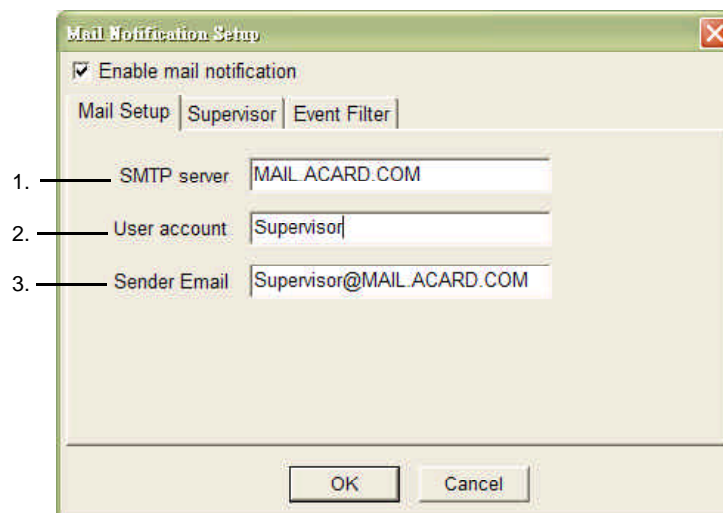 Mail Notification Setup
Enable mail notification
Mail Setup Supervisor Event Filter
1. SMTP server MAIL.ACARD.COM
2. User account Supervisor
3. Sender Email Supervisor@MAIL.ACARD.COM
OK Cancel